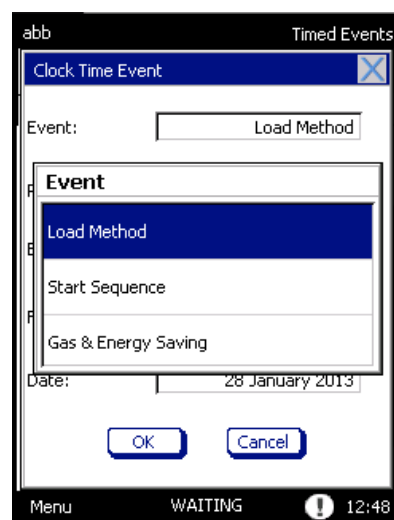 abb Timed Events
Clock Time Event
Event: Load Method
Event
Load Method
Start Sequence
Gas & Energy Saving
Date: 28 January 2013
OK Cancel
Menu WAITING 12:48